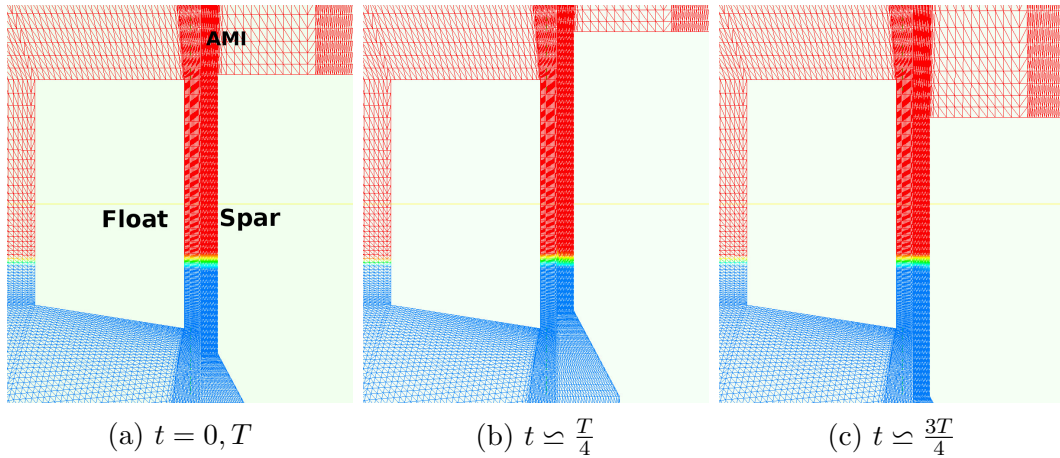 AMI
Float Spar
(a) t = 0, T
(b) t ≌ T/4
(c) t ≌ 3T/4